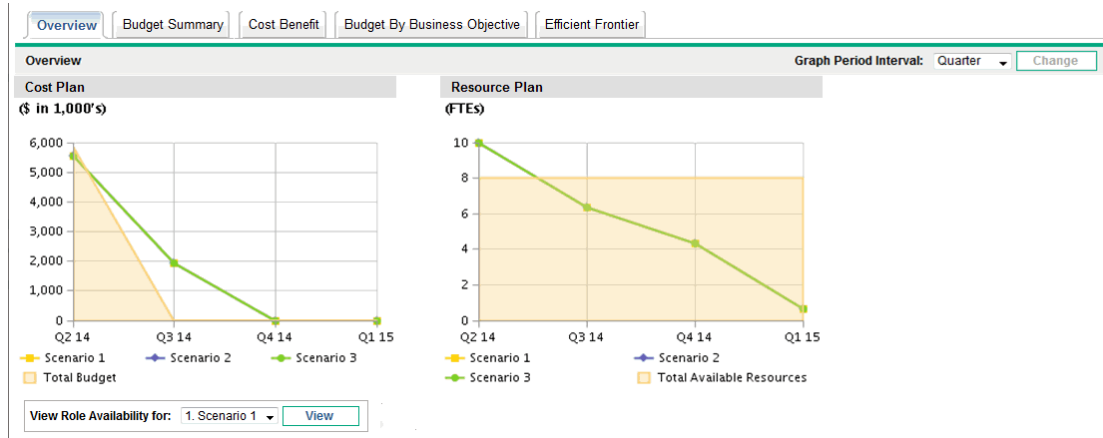 Overview Budget Summary Cost Benefit Budget By Business Objective Efficient Frontier
Overview Graph Period Interval: Quarter Change
Cost Plan
($ in 1,000's)
6,000
5,000
4,000
3,000
2,000
1,000
0
Q2 14 Q3 14 Q4 14 Q1 15
Scenario 1 Scenario 2 Scenario 3
Total Budget
Resource Plan
(FTEs)
10
8
6
4
2
0
Q2 14 Q3 14 Q4 14 Q1 15
Scenario 1 Scenario 2
Scenario 3 Total Available Resources
View Role Availability for: 1. Scenario 1 View